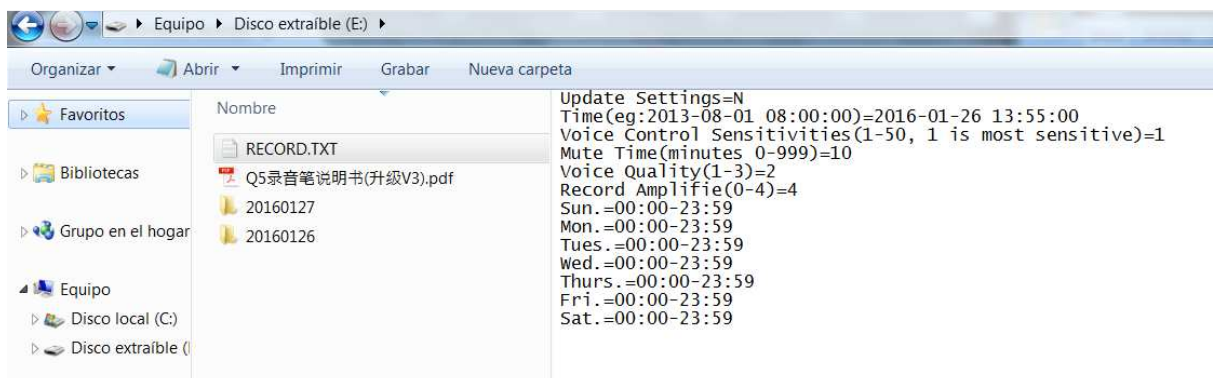 Equipo ▸ Disco extraíble (E:) ▸
Organizar Abrir Imprimir Grabar Nueva carpeta
Favoritos
Bibliotecas
Grupo en el hogar
Equipo
Disco local (C:)
Disco extraíble (
Nombre
RECORD.TXT
Q5录音笔说明书(升级V3).pdf
20160127
20160126
Update Settings=N
Time(eg:2013-08-01 08:00:00)=2016-01-26 13:55:00
Voice Control Sensitivities(1-50, 1 is most sensitive)=1
Mute Time(minutes 0-999)=10
Voice Quality(1-3)=2
Record Amplifie(0-4)=4
Sun.=00:00-23:59
Mon.=00:00-23:59
Tues.=00:00-23:59
Wed.=00:00-23:59
Thurs.=00:00-23:59
Fri.=00:00-23:59
Sat.=00:00-23:59